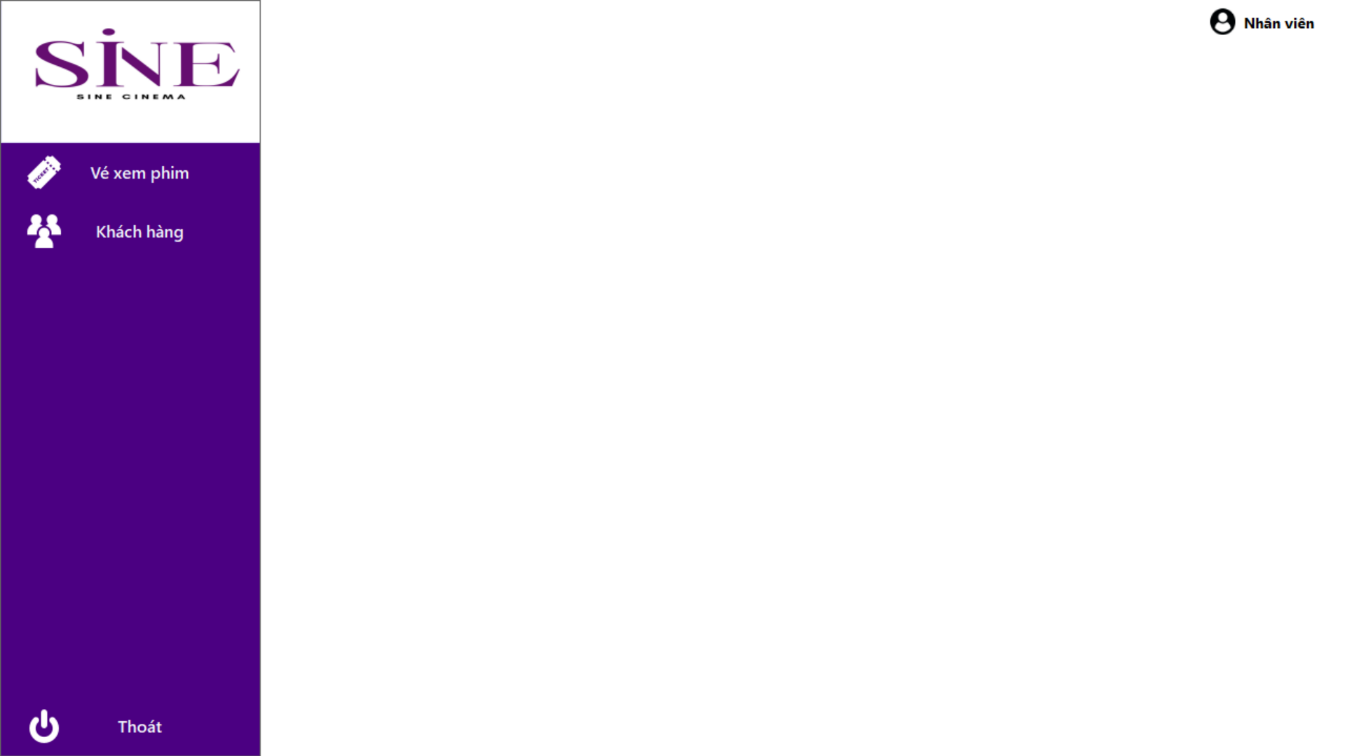 SiNE
SINE CINEMA
Nhân viên
Vé xem phim
Khách hàng
Thoát